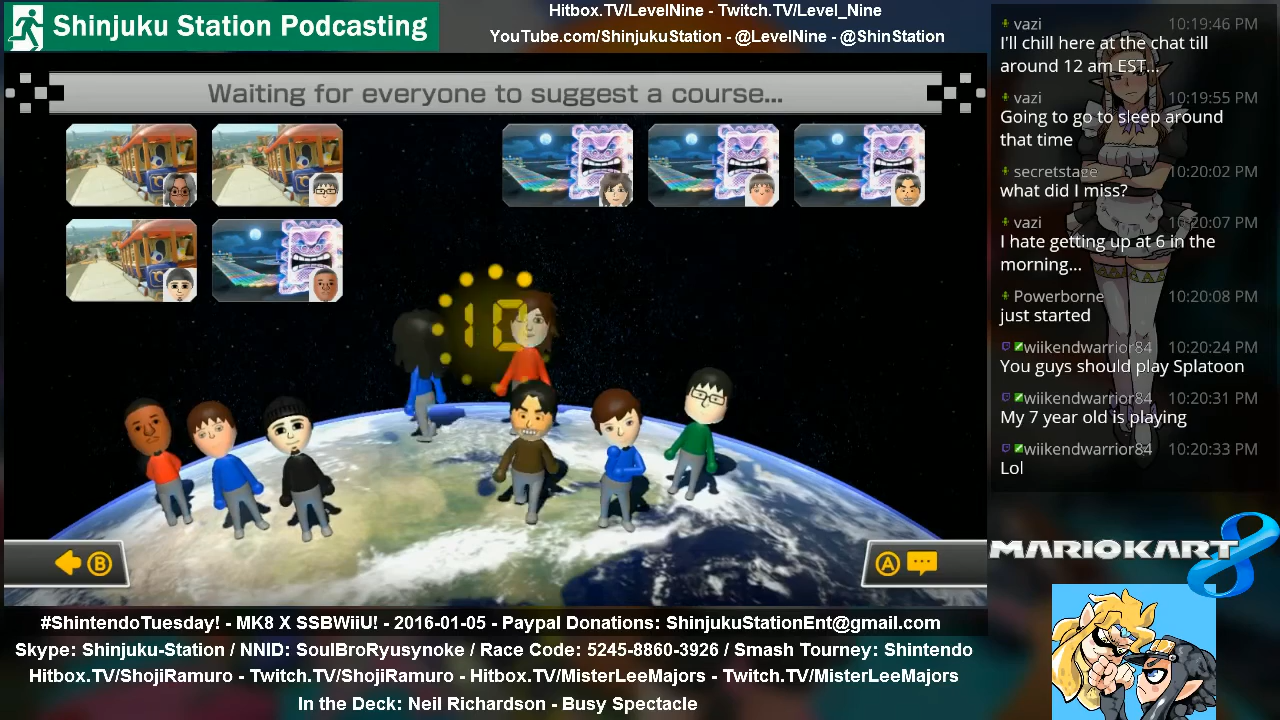 Shinjuku Station Podcasting
Hitbox.TV/LevelNine - Twitch.TV/Level_Nine
YouTube.com/ShinjukuStation - @LevelNine - @ShinStation
Waiting for everyone to suggest a course...
10
B
A
vazi 10:19:46 PM
I'll chill here at the chat till
around 12 am EST...
vazi 10:19:55 PM
Going to go to sleep around
that time
secretstage 10:20:02 PM
what did I miss?
vazi 10:20:07 PM
I hate getting up at 6 in the
morning...
Powerborne 10:20:08 PM
just started
wiikendwarrior84 10:20:24 PM
You guys should play Splatoon
wiikendwarrior84 10:20:31 PM
My 7 year old is playing
wiikendwarrior84 10:20:33 PM
Lol
MARIOKART 8
#ShintendoTuesday! - MK8 X SSBWiiU! - 2016-01-05 - Paypal Donations: ShinjukuStationEnt@gmail.com
Skype: Shinjuku-Station / NNID: SoulBroRyusynoke / Race Code: 5245-8860-3926 / Smash Tourney: Shintendo
Hitbox.TV/ShojiRamuro - Twitch.TV/ShojiRamuro - Hitbox.TV/MisterLeeMajors - Twitch.TV/MisterLeeMajors
In the Deck: Neil Richardson - Busy Spectacle